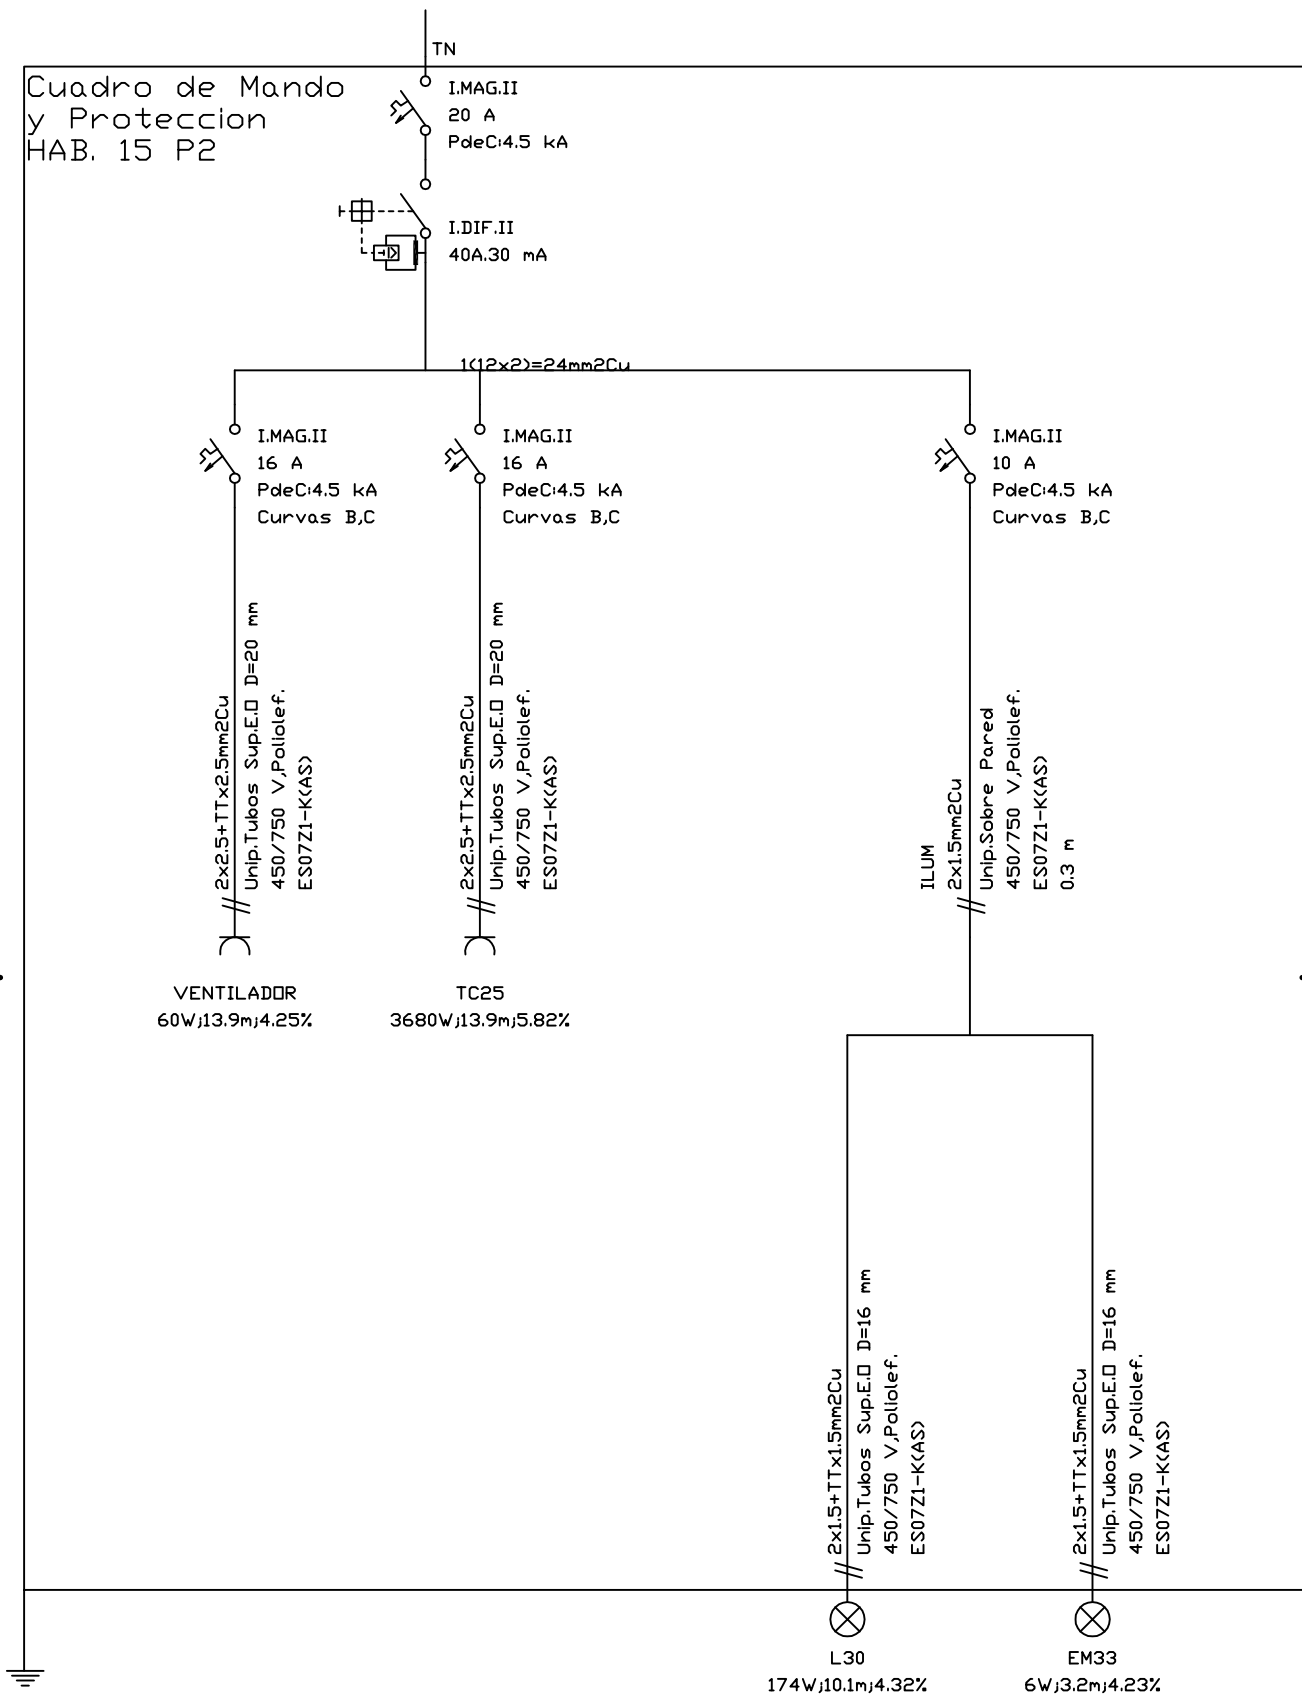 TN
Cuadro de Mando
y Proteccion
HAB. 15 P2
I.MAG.II
20 A
PdeC:4.5 kA
I.DIF.II
40A.30 mA
1(12x2)=24mm2Cu
I.MAG.II
16 A
PdeC:4.5 kA
Curvas B,C
I.MAG.II
16 A
PdeC:4.5 kA
Curvas B,C
I.MAG.II
10 A
PdeC:4.5 kA
Curvas B,C
2x2.5+TTx2.5mm2Cu
Unip.Tubos Sup.E.O D=20 mm
450/750 V,Poliolef.
ES07Z1-K(AS)
2x2.5+TTx2.5mm2Cu
Unip.Tubos Sup.E.O D=20 mm
450/750 V,Poliolef.
ES07Z1-K(AS)
ILUM
2x1.5mm2Cu
Unip.Sobre Pared
450/750 V,Poliolef.
ES07Z1-K(AS)
0.3 m
VENTILADOR
60W;13.9m;4.25%
TC25
3680W;13.9m;5.82%
2x1.5+TTx1.5mm2Cu
Unip.Tubos Sup.E.O D=16 mm
450/750 V,Poliolef.
ES07Z1-K(AS)
2x1.5+TTx1.5mm2Cu
Unip.Tubos Sup.E.O D=16 mm
450/750 V,Poliolef.
ES07Z1-K(AS)
L30
174W;10.1m;4.32%
EM33
6W;3.2m;4.23%